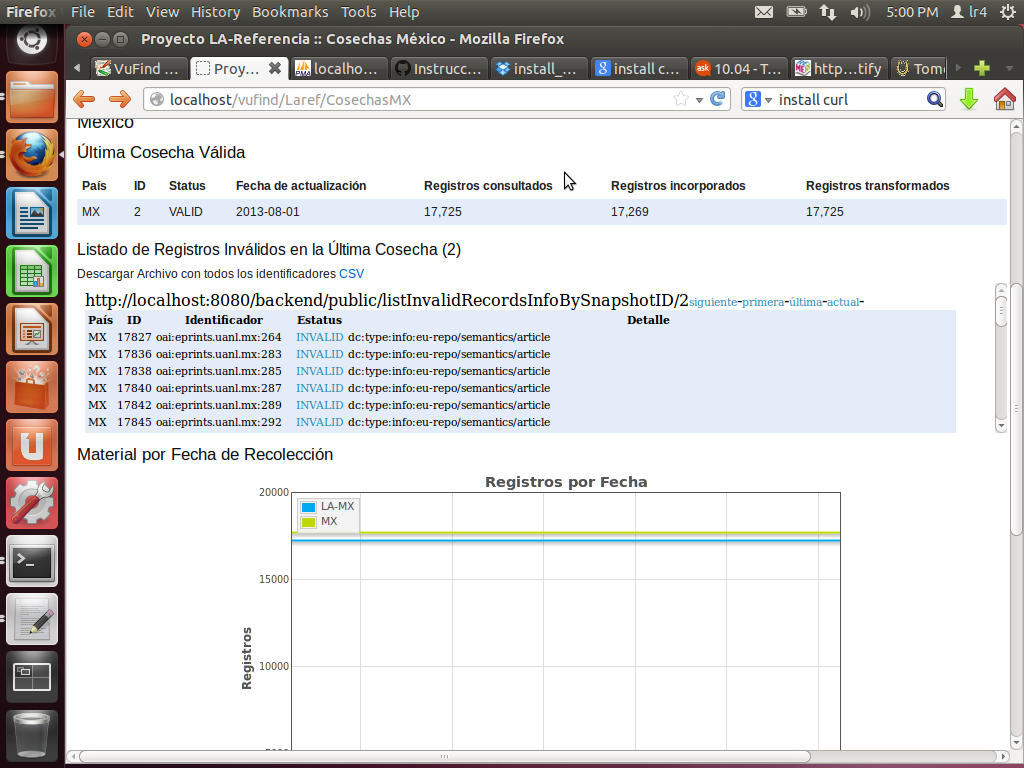 Firefox File Edit View History Bookmarks Tools Help 5:00 PM lr4
Proyecto LA-Referencia :: Cosechas México - Mozilla Firefox
VuFind ... Proy... localho... Instrucc... install_... install c... 10.04 - T... http...tify Tom
localhost/vufind/Laref/CosechasMX install curl
México
Última Cosecha Válida
País ID Status Fecha de actualización Registros consultados Registros incorporados Registros transformados
MX 2 VALID 2013-08-01 17,725 17,269 17,725
Listado de Registros Inválidos en la Última Cosecha (2)
Descargar Archivo con todos los identificadores CSV
http://localhost:8080/backend/public/listInvalidRecordsInfoBySnapshotID/2siguiente-primera-última-actual-
País ID Identificador Estatus Detalle
MX 17827 oai:eprints.uanl.mx:264 INVALID dc:type:info:eu-repo/semantics/article
MX 17836 oai:eprints.uanl.mx:283 INVALID dc:type:info:eu-repo/semantics/article
MX 17838 oai:eprints.uanl.mx:285 INVALID dc:type:info:eu-repo/semantics/article
MX 17840 oai:eprints.uanl.mx:287 INVALID dc:type:info:eu-repo/semantics/article
MX 17842 oai:eprints.uanl.mx:289 INVALID dc:type:info:eu-repo/semantics/article
MX 17845 oai:eprints.uanl.mx:292 INVALID dc:type:info:eu-repo/semantics/article
Material por Fecha de Recolección
Registros por Fecha
20000
LA-MX
MX
15000
Registros
10000